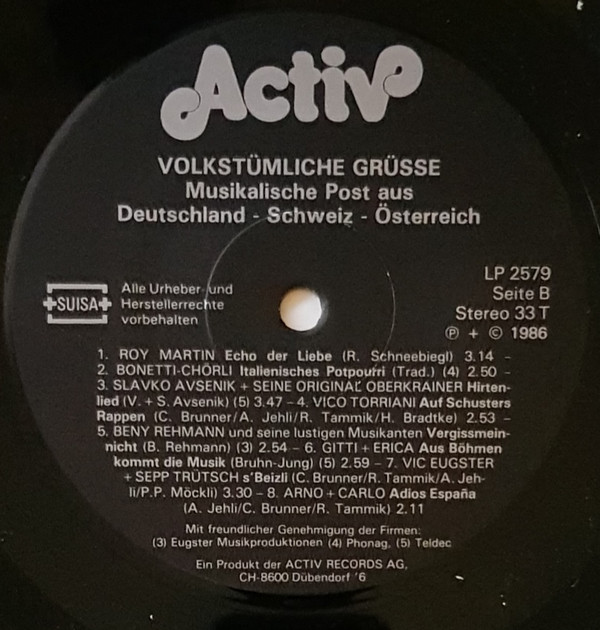 Activ
VOLKSTÜMLICHE GRÜSSE
Musikalische Post aus
Deutschland - Schweiz - Österreich
SUISA
Alle Urheber- und
Herstellerrechte
vorbehalten
LP 2579
Seite B
Stereo 33 T
Ⓟ + © 1986
1. ROY MARTIN Echo der Liebe (R. Schneebiegl) 3.14 -
2. BONETTI-CHÖRLI Italienisches Potpourri (Trad.) (4) 2.50 -
3. SLAVKO AVSENIK + SEINE ORIGINAL OBERKRAINER Hirten-
lied (V. + S. Avsenik) (5) 3.47 - 4. VICO TORRIANI Auf Schusters
Rappen (C. Brunner/A. Jehli/R. Tammik/H. Bradtke) 2.53 -
5. BENY REHMANN und seine lustigen Musikanten Vergissmein-
nicht (B. Rehmann) (3) 2.54 - 6. GITTI + ERICA Aus Böhmen
kommt die Musik (Bruhn-Jung) (5) 2.59 - 7. VIC EUGSTER
+ SEPP TRÜTSCH s'Beizli (C. Brunner/R. Tammik/A. Jeh-
li/P.P. Möckli) 3.30 - 8. ARNO + CARLO Adios España
(A. Jehli/C. Brunner/R. Tammik) 2.11
Mit freundlicher Genehmigung der Firmen:
(3) Eugster Musikproduktionen (4) Phonag, (5) Teldec
Ein Produkt der ACTIV RECORDS AG,
CH-8600 Dübendorf '6